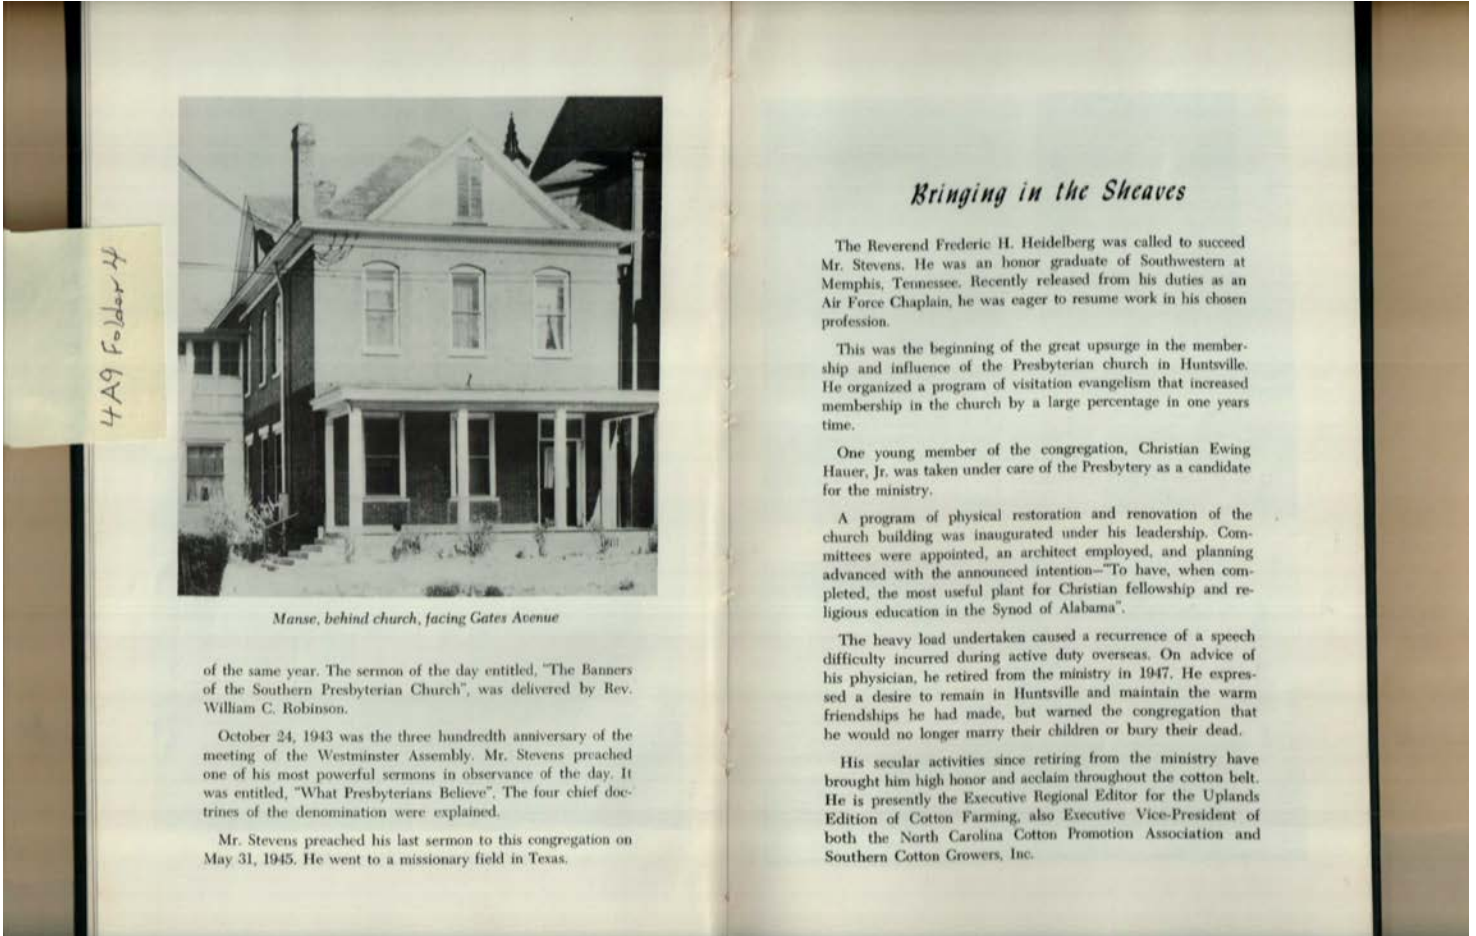 4A9 Folder 4
Manse, behind church, facing Gates Avenue
of the same year. The sermon of the day entitled, "The Banners
of the Southern Presbyterian Church", was delivered by Rev.
William C. Robinson.
October 24, 1943 was the three hundredth anniversary of the
meeting of the Westminster Assembly. Mr. Stevens preached
one of his most powerful sermons in observance of the day. It
was entitled, "What Presbyterians Believe". The four chief doc-
trines of the denomination were explained.
Mr. Stevens preached his last sermon to this congregation on
May 31, 1945. He went to a missionary field in Texas.
Bringing in the Sheaves
The Reverend Frederic H. Heidelberg was called to succeed
Mr. Stevens. He was an honor graduate of Southwestern at
Memphis, Tennessee. Recently released from his duties as an
Air Force Chaplain, he was eager to resume work in his chosen
profession.
This was the beginning of the great upsurge in the member-
ship and influence of the Presbyterian church in Huntsville.
He organized a program of visitation evangelism that increased
membership in the church by a large percentage in one years
time.
One young member of the congregation, Christian Ewing
Hauer, Jr. was taken under care of the Presbytery as a candidate
for the ministry.
A program of physical restoration and renovation of the
church building was inaugurated under his leadership. Com-
mittees were appointed, an architect employed, and planning
advanced with the announced intention—"To have, when com-
pleted, the most useful plant for Christian fellowship and re-
ligious education in the Synod of Alabama".
The heavy load undertaken caused a recurrence of a speech
difficulty incurred during active duty overseas. On advice of
his physician, he retired from the ministry in 1947. He expres-
sed a desire to remain in Huntsville and maintain the warm
friendships he had made, but warned the congregation that
he would no longer marry their children or bury their dead.
His secular activities since retiring from the ministry have
brought him high honor and acclaim throughout the cotton belt.
He is presently the Executive Regional Editor for the Uplands
Edition of Cotton Farming, also Executive Vice-President of
both the North Carolina Cotton Promotion Association and
Southern Cotton Growers, Inc.